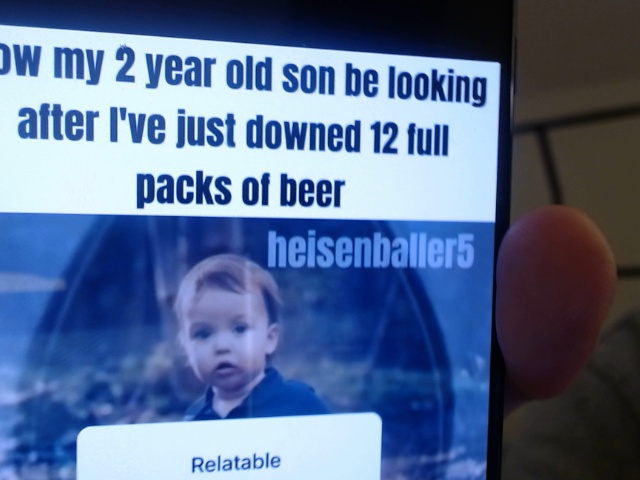 ow my 2 year old son be looking
after I've just downed 12 full
packs of beer
heisenballer5
Relatable